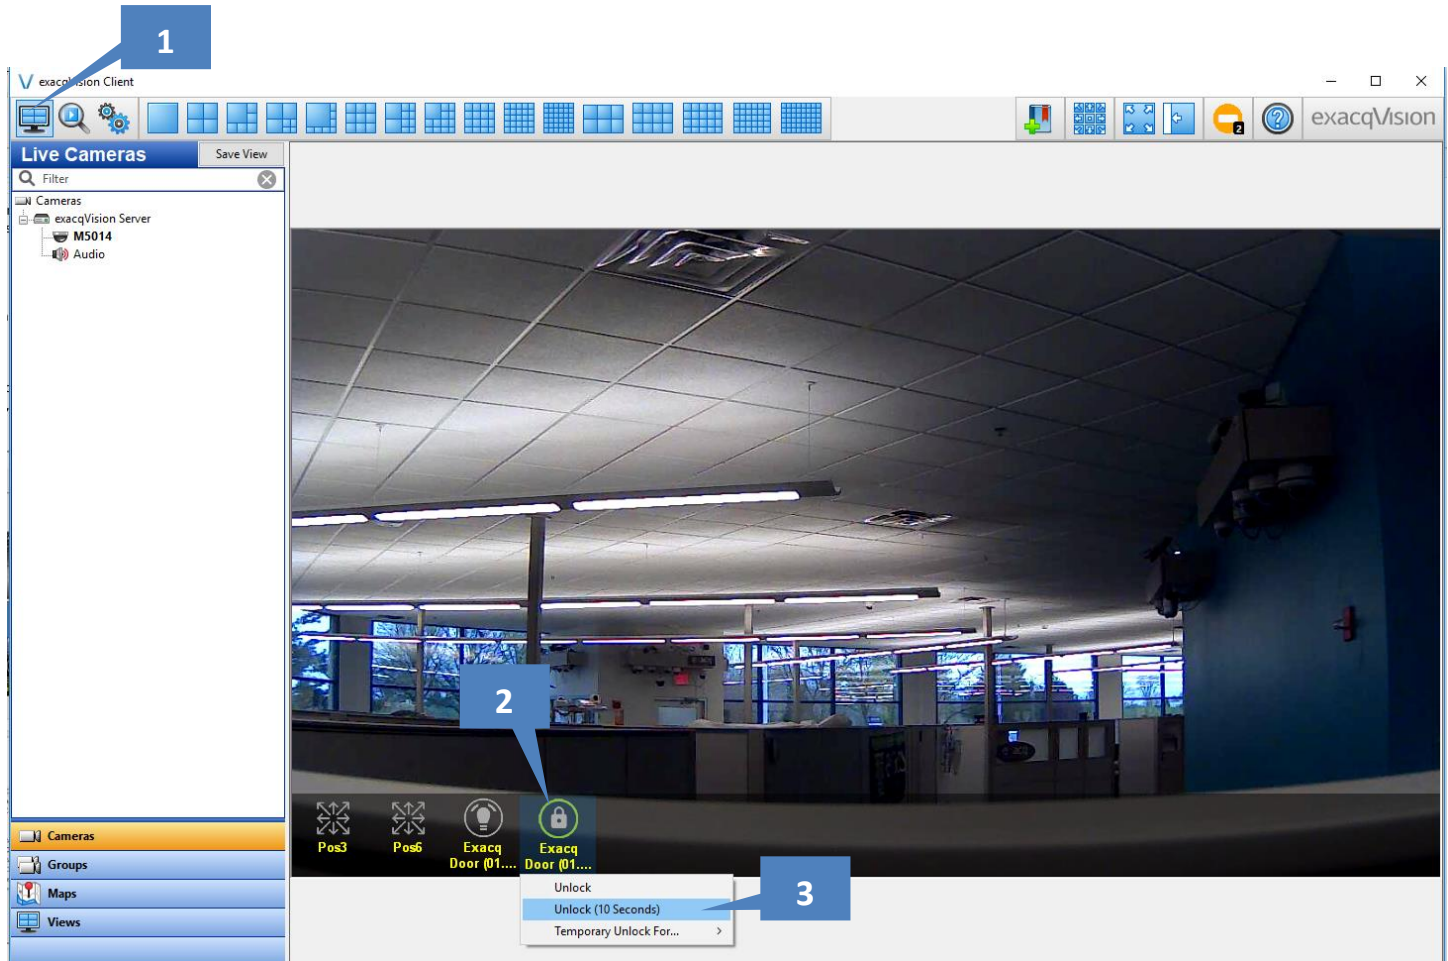 1
exacqVision Client
2
exacqVision
Live Cameras
Save View
Filter
Cameras
exacqVision Server
M5014
Audio
2
Pos3
Pos6
Exacq
Door (01....
Exacq
Door (01....
Cameras
Groups
Maps
Views
Unlock
Unlock (10 Seconds)
Temporary Unlock For...
3